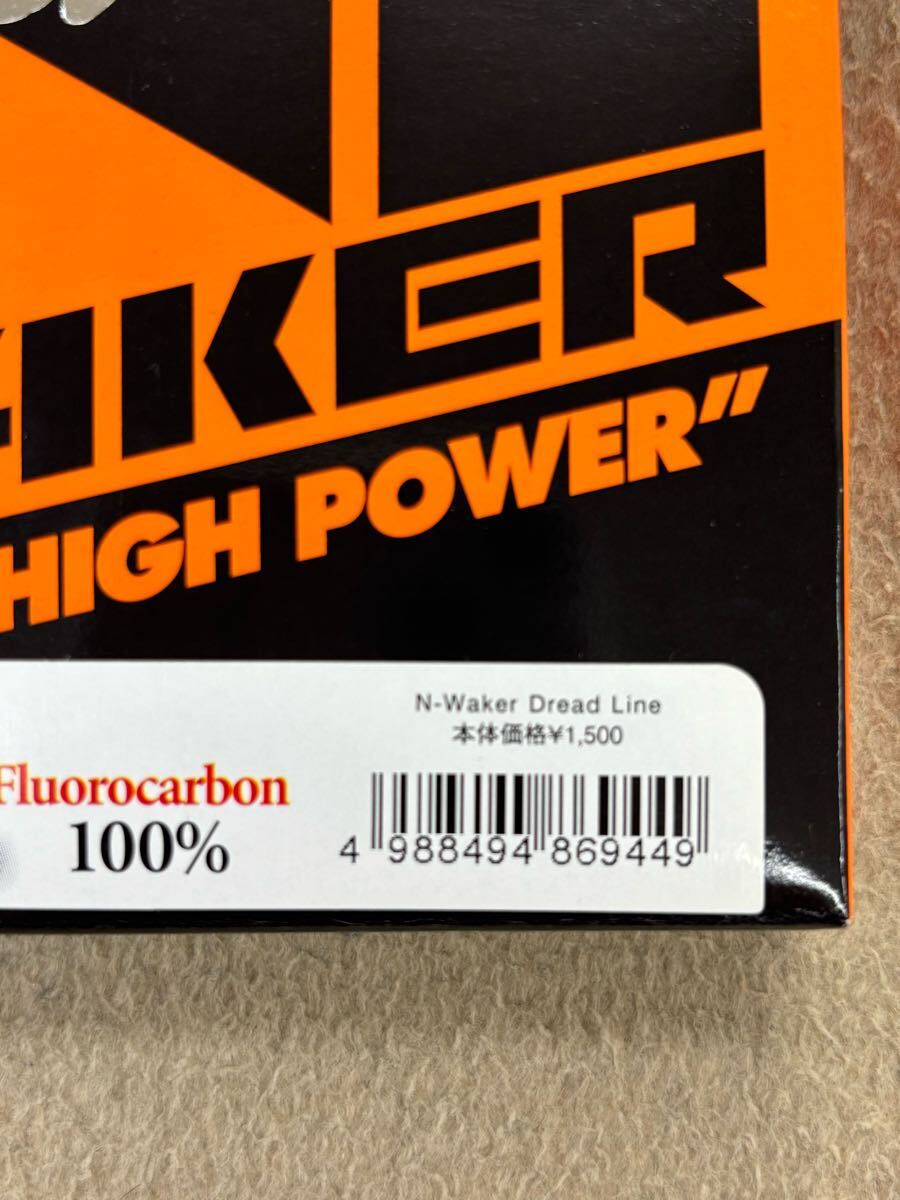 IKER
HIGH POWER"
N-Waker Dread Line
本体価格¥1,500
Fluorocarbon
100%
4 988494 869449